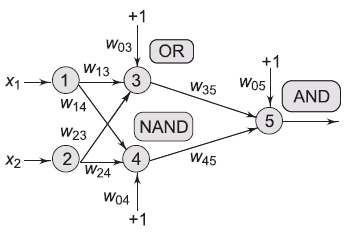 +1
w03 OR
x1 1 w13 3 w35 +1
w14 w05 AND
w23 NAND 5
x2 2 w24 4 w45
w04
+1